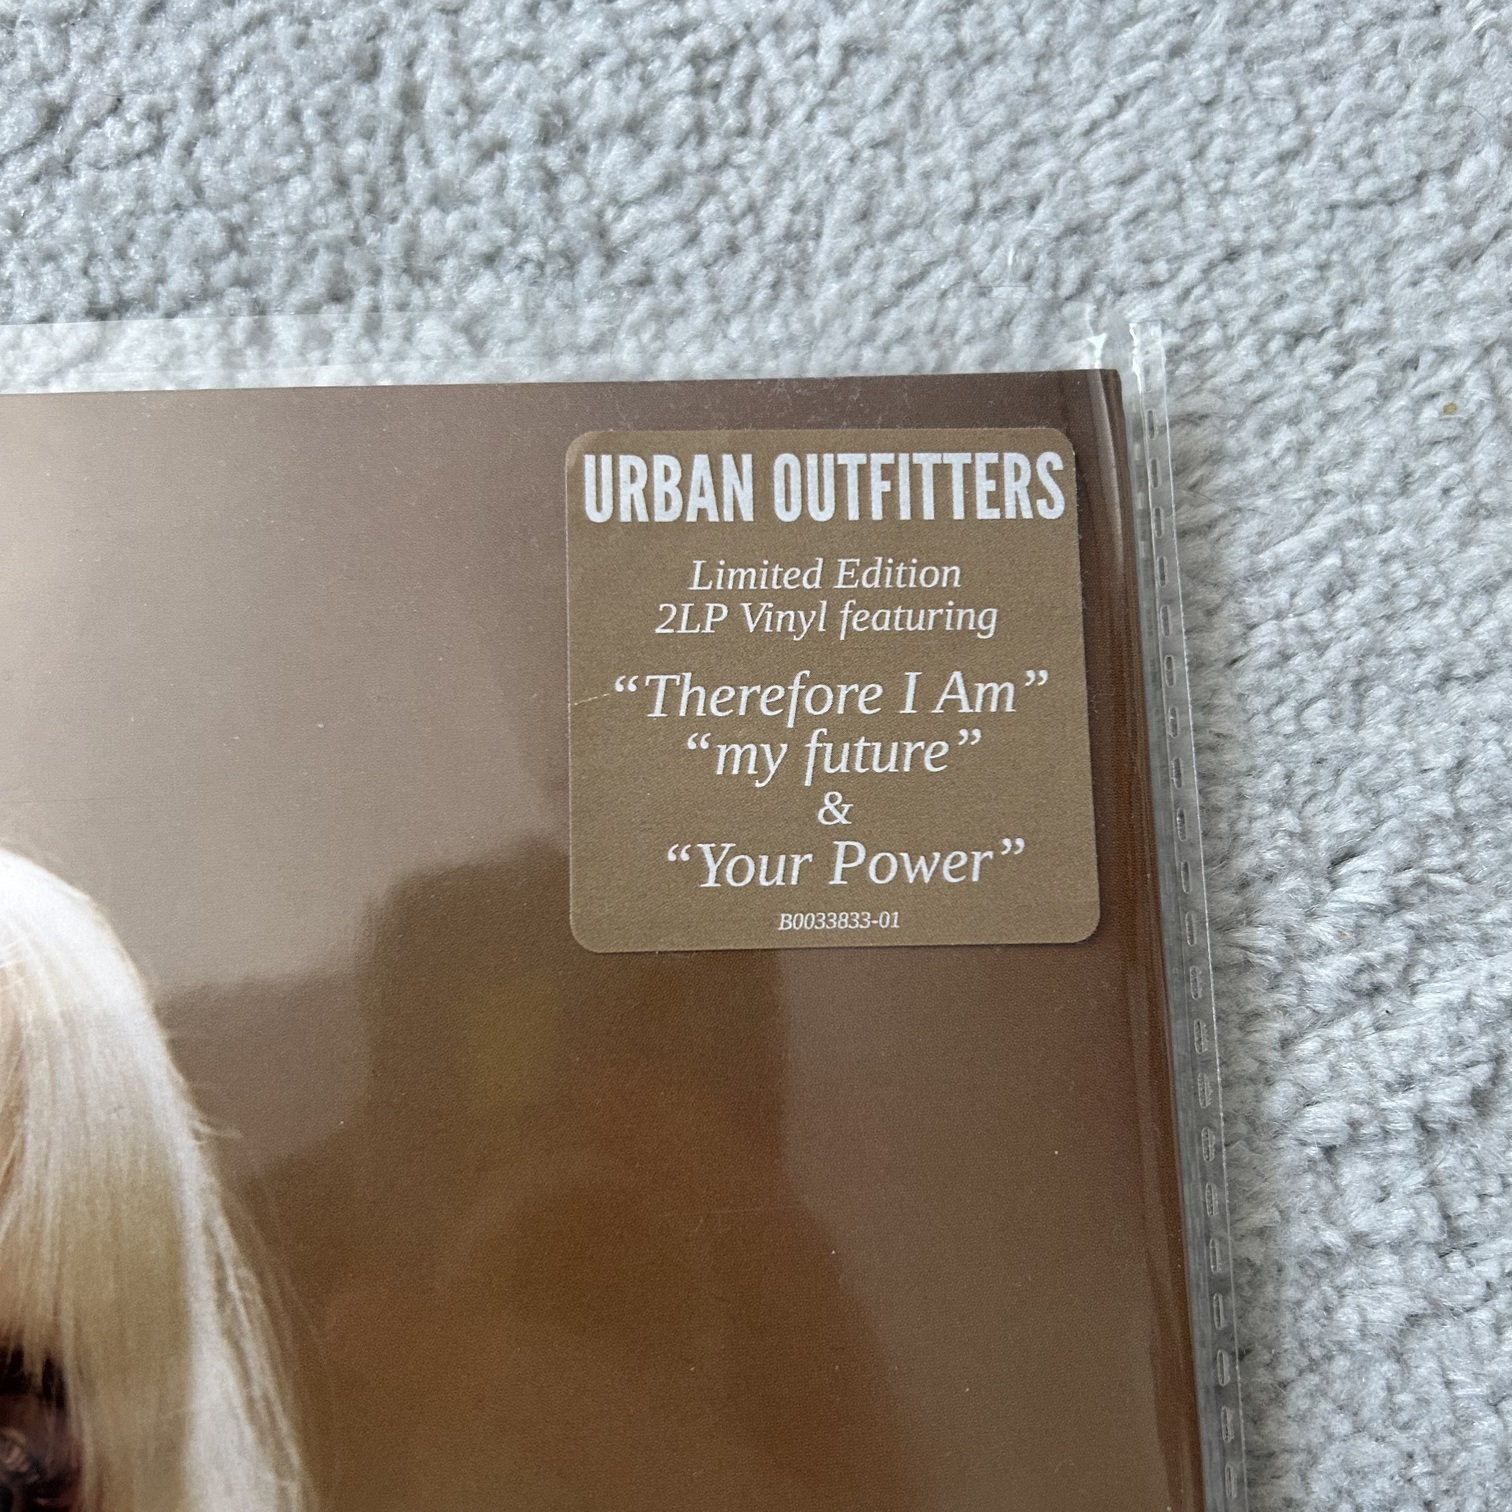 URBAN OUTFITTERS
Limited Edition
2LP Vinyl featuring
“Therefore I Am”
“my future”
&
“Your Power”
B0033833-01